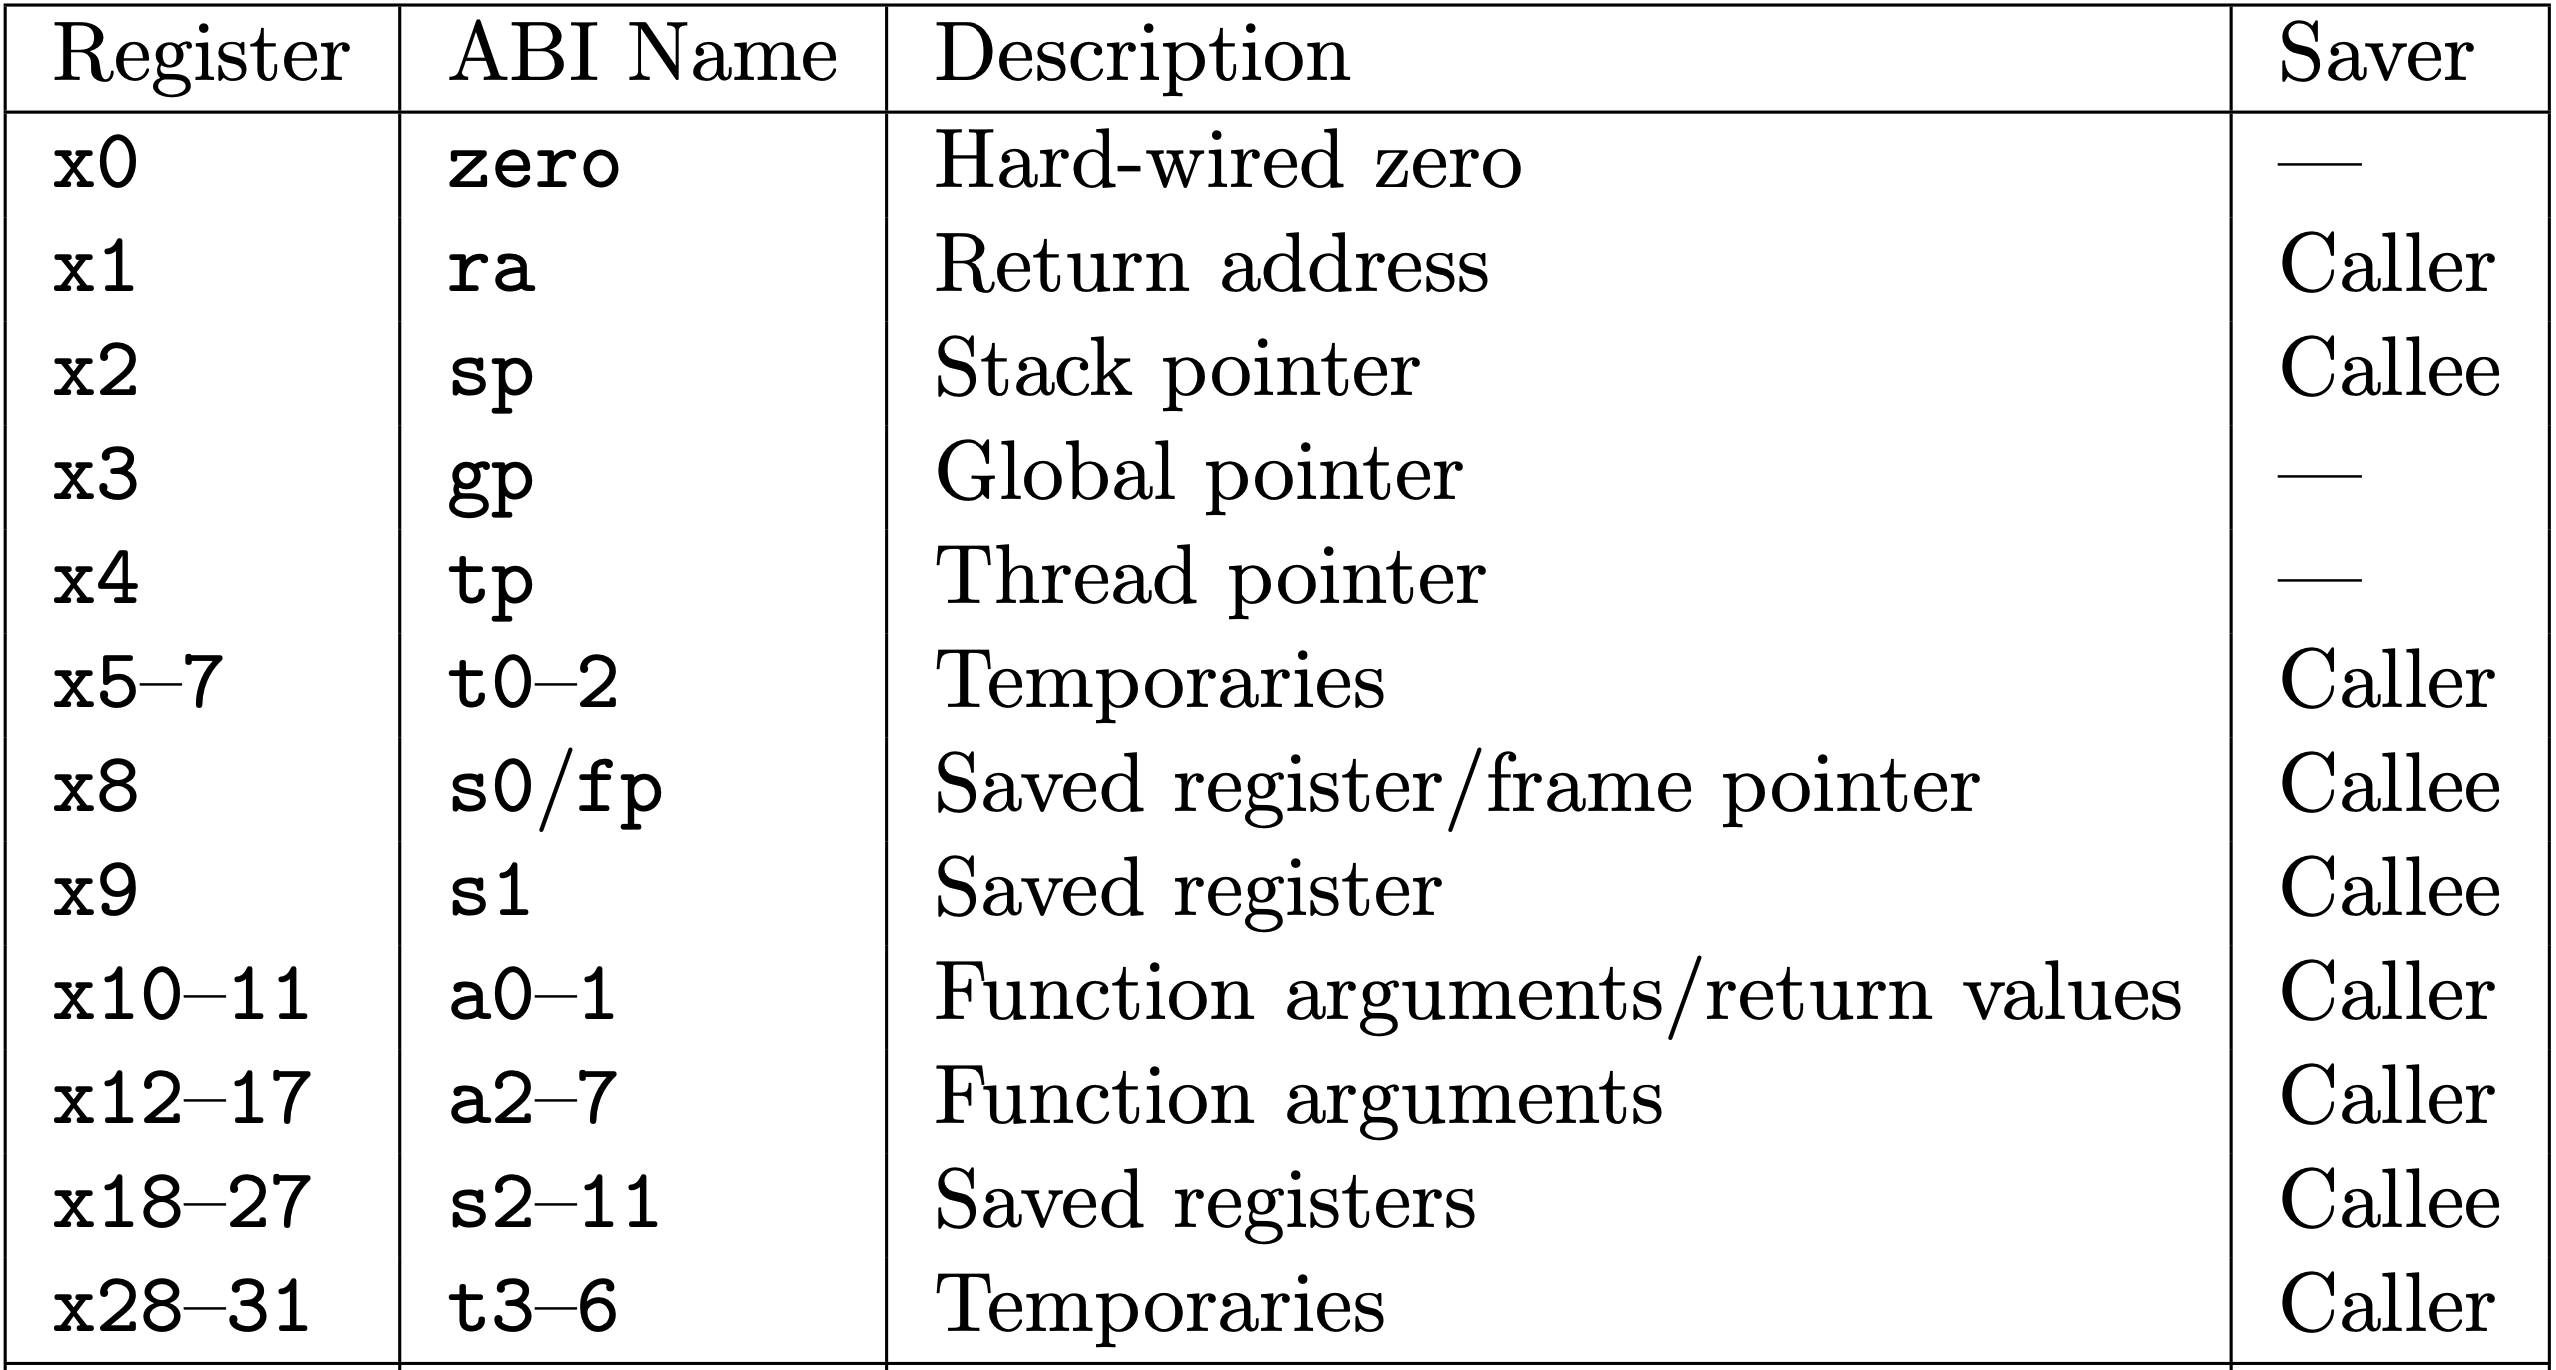 Register ABI Name Description Saver
x0 zero Hard-wired zero —
x1 ra Return address Caller
x2 sp Stack pointer Callee
x3 gp Global pointer —
x4 tp Thread pointer —
x5–7 t0–2 Temporaries Caller
x8 s0/fp Saved register/frame pointer Callee
x9 s1 Saved register Callee
x10–11 a0–1 Function arguments/return values Caller
x12–17 a2–7 Function arguments Caller
x18–27 s2–11 Saved registers Callee
x28–31 t3–6 Temporaries Caller